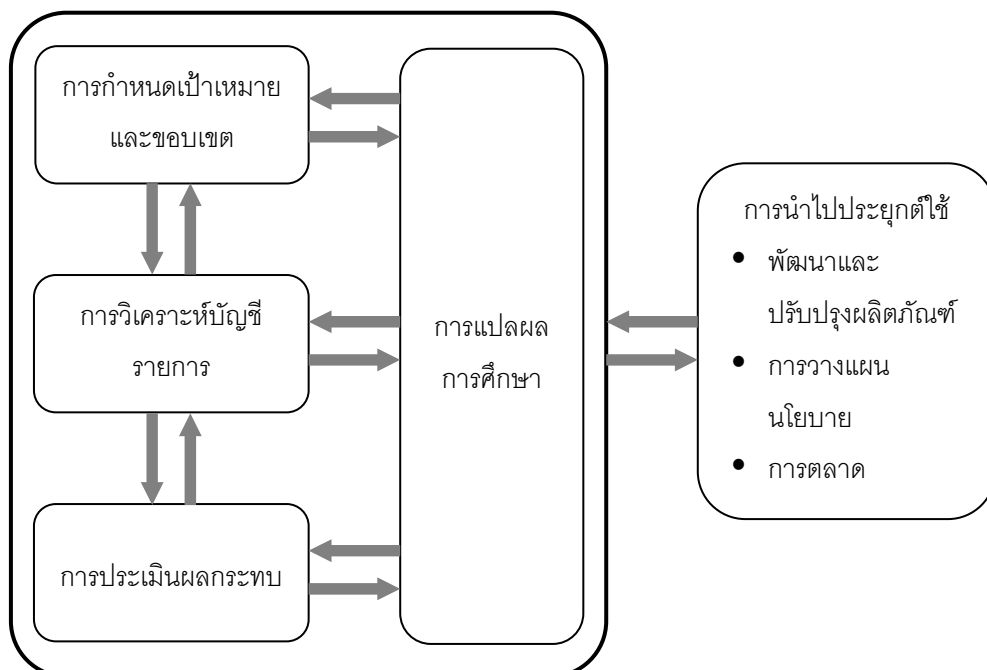 การกำหนดเป้าเหมาย
และขอบเขต
การวิเคราะห์บัญชี
รายการ
การประเมินผลกระทบ
การแปลผล
การศึกษา
การนำไปประยุกต์ใช้
• พัฒนาและ
ปรับปรุงผลิตภัณฑ์
• การวางแผน
นโยบาย
• การตลาด